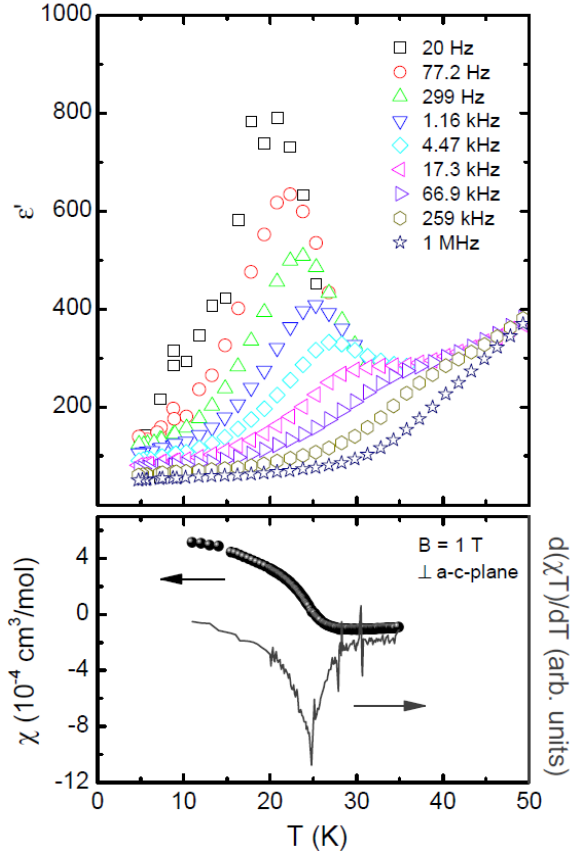 1000
800
600
400
200
ε'
20 Hz
77.2 Hz
299 Hz
1.16 kHz
4.47 kHz
17.3 kHz
66.9 kHz
259 kHz
1 MHz
4
0
-4
-8
-12
χ (10⁻⁴ cm³/mol)
B = 1 T
⊥ a-c-plane
d(χT)/dT (arb. units)
0 10 20 30 40 50
T (K)